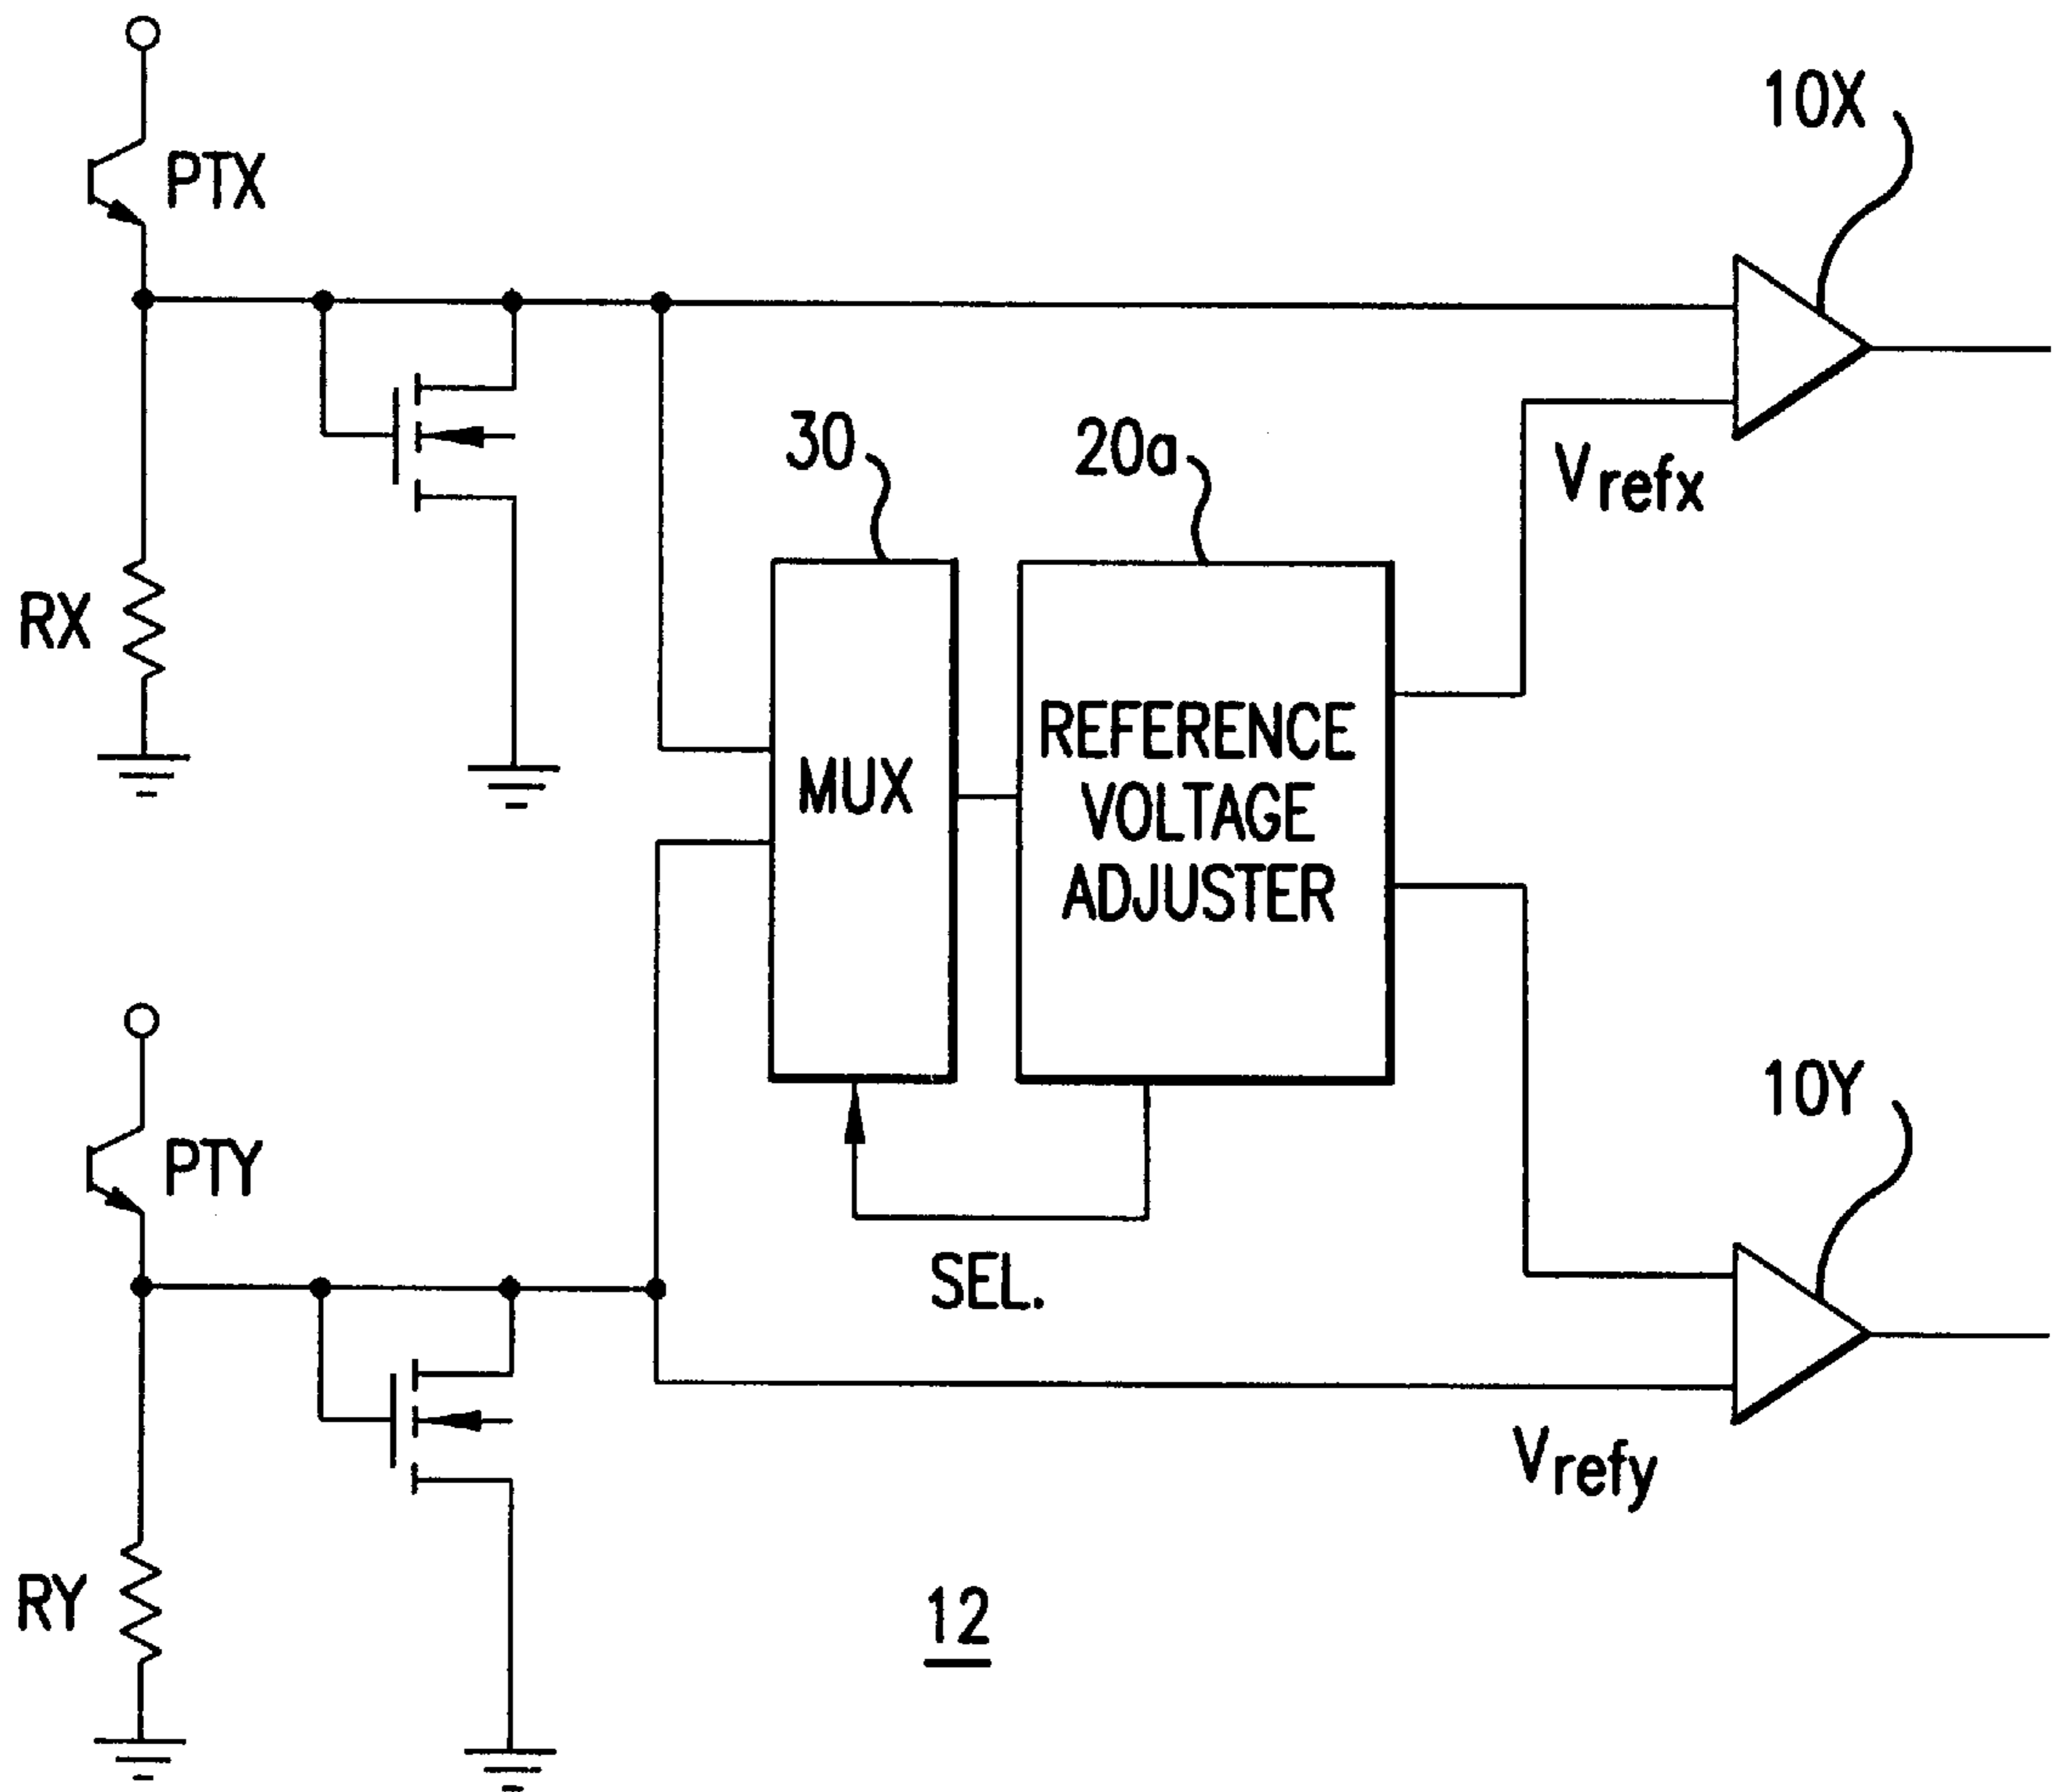 10X
PTX
30
20a
Vrefx
RX
MUX
REFERENCE
VOLTAGE
ADJUSTER
10Y
PTY
SEL.
Vrefy
RY
12